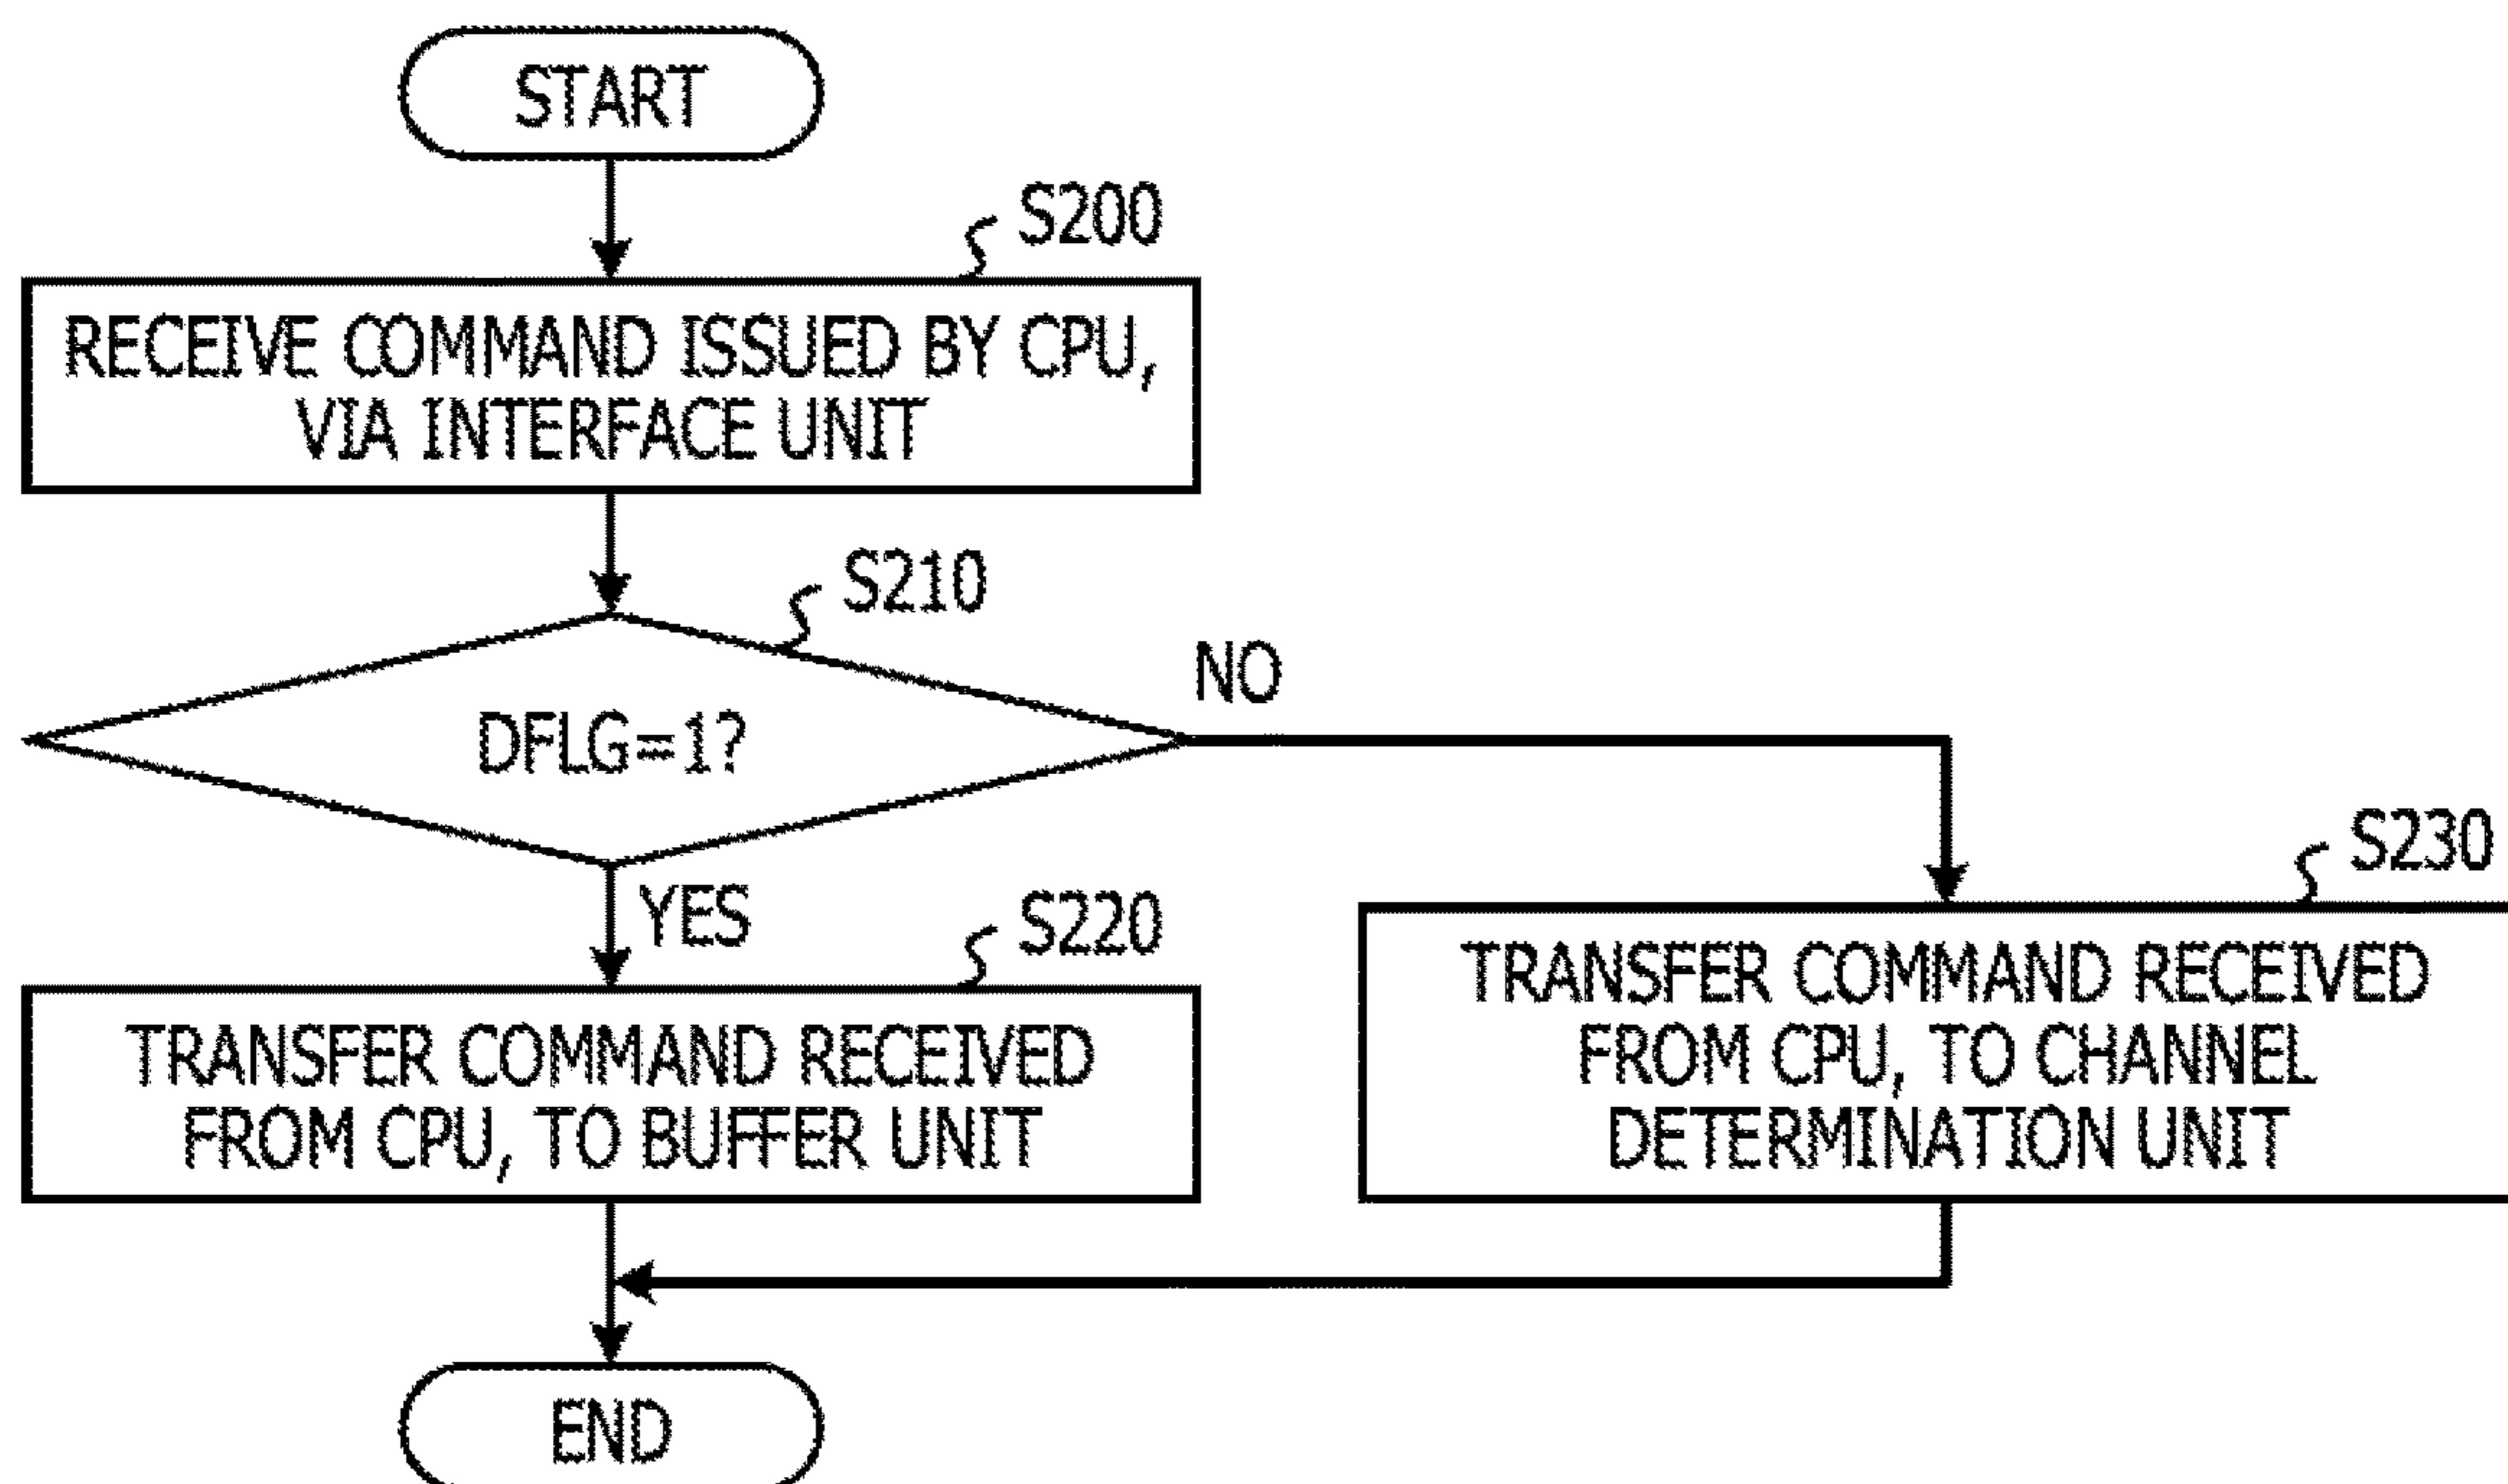 START
S200
RECEIVE COMMAND ISSUED BY CPU,
VIA INTERFACE UNIT
S210
DFLG=1?
NO
YES
S220
TRANSFER COMMAND RECEIVED
FROM CPU, TO BUFFER UNIT
S230
TRANSFER COMMAND RECEIVED
FROM CPU, TO CHANNEL
DETERMINATION UNIT
END